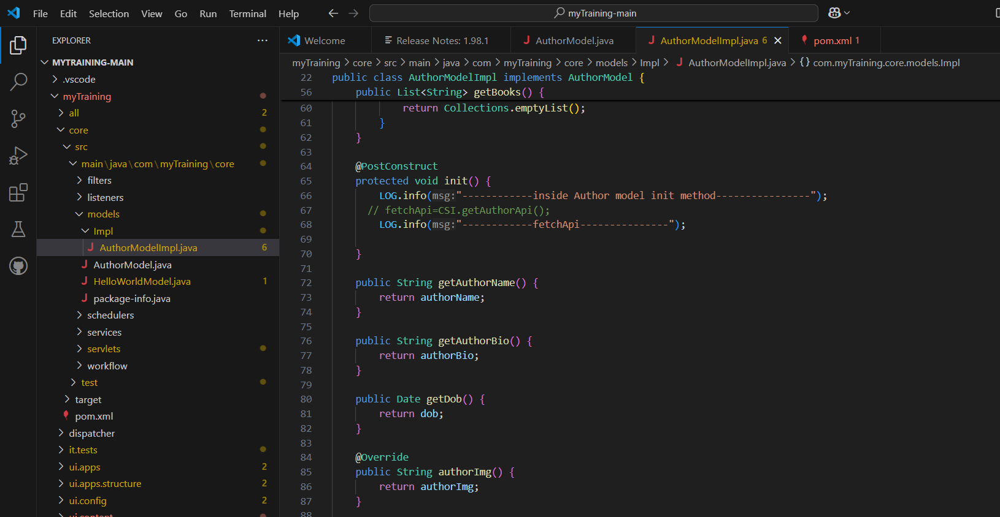 File Edit Selection View Go Run Terminal Help
myTraining-main
EXPLORER
MYTRAINING-MAIN
.vscode
myTraining
all 2
core
src
main\java\com\myTraining\core
filters
listeners
models
Impl
AuthorModelImpl.java 6
AuthorModel.java
HelloWorldModel.java 1
package-info.java
schedulers
services
servlets
workflow
test
target
pom.xml
dispatcher
it.tests
ui.apps 2
ui.apps.structure 2
ui.config 2
ui.content
Welcome Release Notes: 1.98.1 AuthorModel.java AuthorModelImpl.java 6 pom.xml 1
myTraining > core > src > main > java > com > myTraining > core > models > Impl > AuthorModelImpl.java > {} com.myTraining.core.models.Impl
22 public class AuthorModelImpl implements AuthorModel {
56 public List<String> getBooks() {
60 return Collections.emptyList();
61 }
62 }
63
64 @PostConstruct
65 protected void init() {
66 LOG.info(msg:"------------inside Author model init method----------------");
67 // fetchApi=CSI.getAuthorApi();
68 LOG.info(msg:"------------fetchApi---------------");
69
70 }
71
72 public String getAuthorName() {
73 return authorName;
74 }
75
76 public String getAuthorBio() {
77 return authorBio;
78 }
79
80 public Date getDob() {
81 return dob;
82 }
83
84 @Override
85 public String authorImg() {
86 return authorImg;
87 }
88